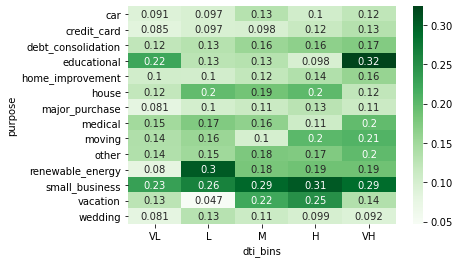 purpose
car 0.091 0.097 0.13 0.1 0.12
credit_card 0.085 0.097 0.098 0.12 0.13
debt_consolidation 0.12 0.13 0.16 0.16 0.17
educational 0.22 0.13 0.13 0.098 0.32
home_improvement 0.1 0.1 0.12 0.14 0.16
house 0.12 0.2 0.19 0.2 0.12
major_purchase 0.081 0.1 0.11 0.13 0.11
medical 0.15 0.17 0.16 0.11 0.2
moving 0.14 0.16 0.1 0.2 0.21
other 0.14 0.15 0.18 0.17 0.2
renewable_energy 0.08 0.3 0.18 0.19 0.19
small_business 0.23 0.26 0.29 0.31 0.29
vacation 0.13 0.047 0.22 0.25 0.14
wedding 0.081 0.13 0.11 0.099 0.092
VL L M H VH
dti_bins
0.30
0.25
0.20
0.15
0.10
0.05